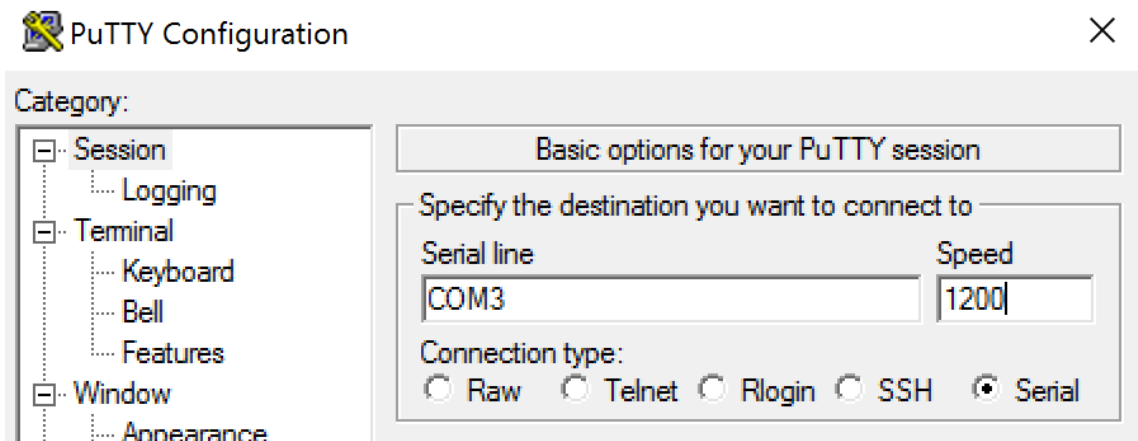 PuTTY Configuration
Category:
Session
Logging
Terminal
Keyboard
Bell
Features
Window
Appearance
Basic options for your PuTTY session
Specify the destination you want to connect to
Serial line
Speed
COM3
1200
Connection type:
Raw Telnet Rlogin SSH Serial